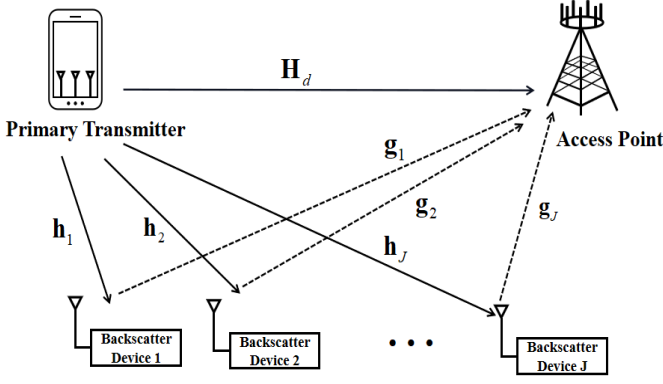 H_d
Primary Transmitter
Access Point
g_1
g_2
h_1
h_2
h_J
g_J
Backscatter
Device 1
Backscatter
Device 2
• • •
Backscatter
Device J